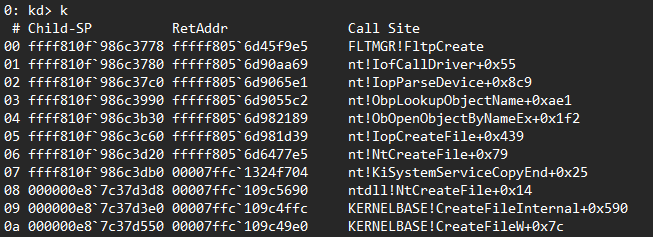 0: kd> k
 # Child-SP          RetAddr               Call Site
00 ffff810f`986c3778 fffff805`6d45f9e5     FLTMGR!FltpCreate
01 ffff810f`986c3780 fffff805`6d90aa69     nt!IofCallDriver+0x55
02 ffff810f`986c37c0 fffff805`6d9065e1     nt!IopParseDevice+0x8c9
03 ffff810f`986c3990 fffff805`6d9055c2     nt!ObpLookupObjectName+0xae1
04 ffff810f`986c3b30 fffff805`6d982189     nt!ObOpenObjectByNameEx+0x1f2
05 ffff810f`986c3c60 fffff805`6d981d39     nt!IopCreateFile+0x439
06 ffff810f`986c3d20 fffff805`6d6477e5     nt!NtCreateFile+0x79
07 ffff810f`986c3db0 00007ffc`1324f704     nt!KiSystemServiceCopyEnd+0x25
08 000000e8`7c37d3d8 00007ffc`109c5690     ntdll!NtCreateFile+0x14
09 000000e8`7c37d3e0 00007ffc`109c4ffc     KERNELBASE!CreateFileInternal+0x590
0a 000000e8`7c37d550 00007ffc`109c49e0     KERNELBASE!CreateFileW+0x7c